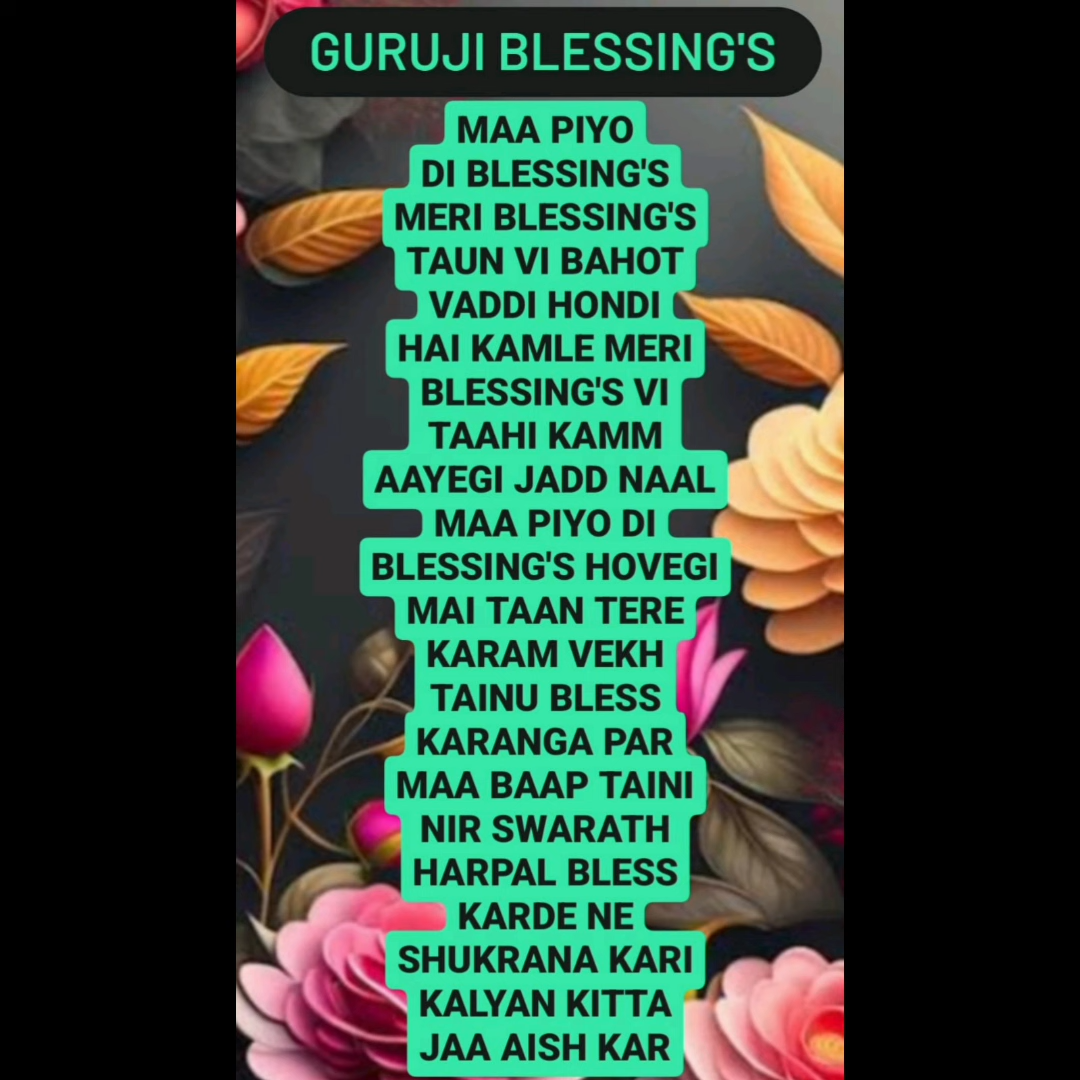 GURUJI BLESSING'S
MAA PIYO
DI BLESSING'S
MERI BLESSING'S
TAUN VI BAHOT
VADDI HONDI
HAI KAMLE MERI
BLESSING'S VI
TAAHI KAMM
AAYEGI JADD NAAL
MAA PIYO DI
BLESSING'S HOVEGI
MAI TAAN TERE
KARAM VEKH
TAINU BLESS
KARANGA PAR
MAA BAAP TAINI
NIR SWARATH
HARPAL BLESS
KARDE NE
SHUKRANA KARI
KALYAN KITTA
JAA AISH KAR